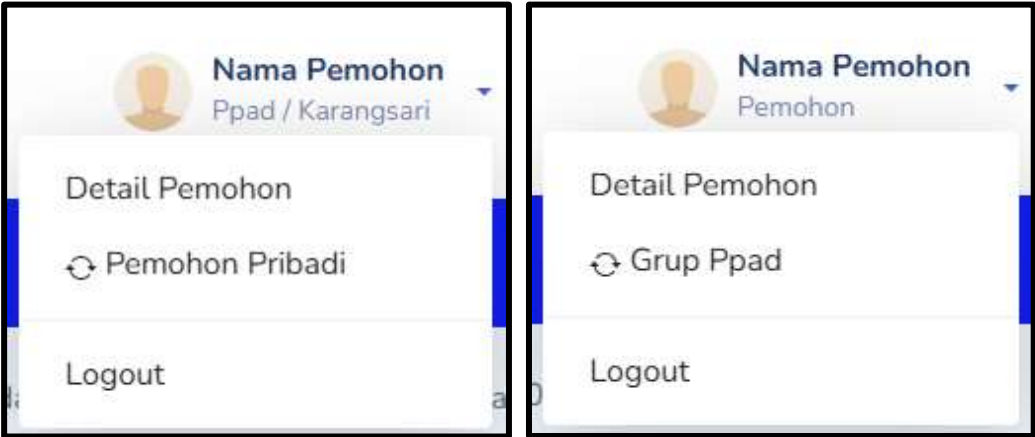 Nama Pemohon
Ppad / Karangsari
Detail Pemohon
Pemohon Pribadi
Logout
Nama Pemohon
Pemohon
Detail Pemohon
Grup Ppad
Logout